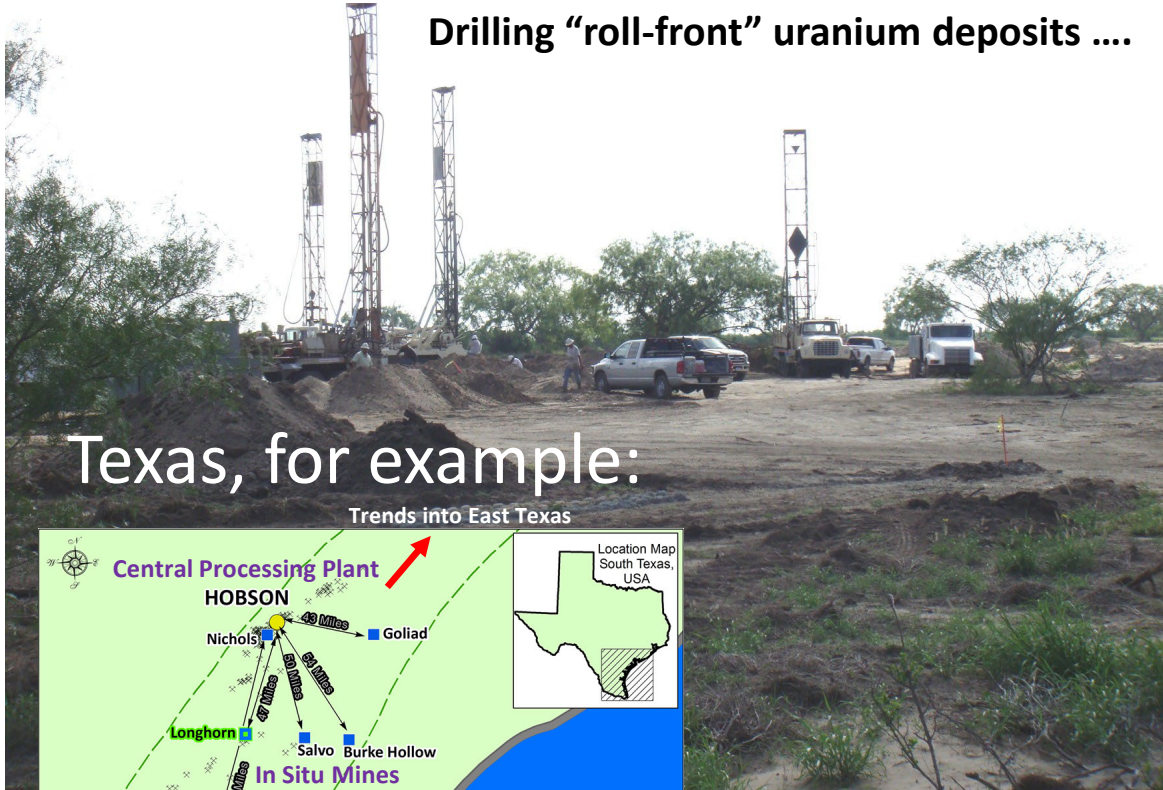 Drilling “roll-front” uranium deposits ….
Texas, for example:
Trends into East Texas
N
W
E
S
Central Processing Plant
HOBSON
Location Map
South Texas,
USA
43 Miles
Nichols
Goliad
47 Miles
50 Miles
54 Miles
Longhorn
Salvo
Burke Hollow
In Situ Mines
Miles